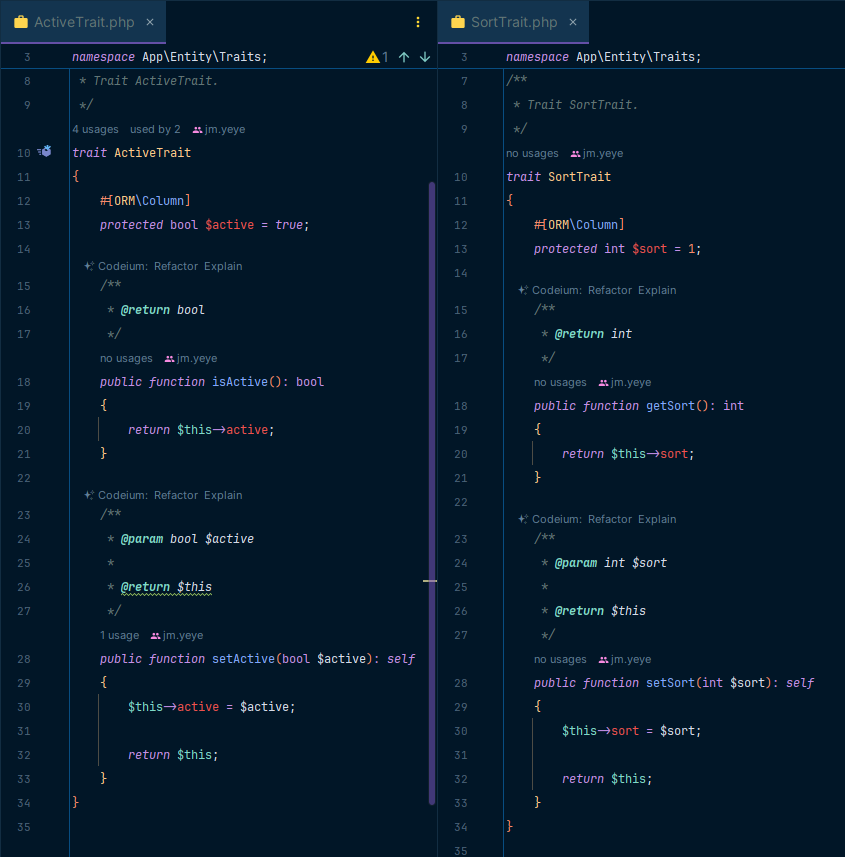 ActiveTrait.php ×
3 namespace App\Entity\Traits; 1
8 * Trait ActiveTrait.
9 */
4 usages used by 2 jm.yeye
10 trait ActiveTrait
11 {
12 #[ORM\Column]
13 protected bool $active = true;
14
Codeium: Refactor Explain
15 /**
16 * @return bool
17 */
no usages jm.yeye
18 public function isActive(): bool
19 {
20 return $this→active;
21 }
22
Codeium: Refactor Explain
23 /**
24 * @param bool $active
25 *
26 * @return $this
27 */
1 usage jm.yeye
28 public function setActive(bool $active): self
29 {
30 $this→active = $active;
31
32 return $this;
33 }
34 }
35
SortTrait.php ×
3 namespace App\Entity\Traits;
7 /**
8 * Trait SortTrait.
9 */
no usages jm.yeye
10 trait SortTrait
11 {
12 #[ORM\Column]
13 protected int $sort = 1;
14
Codeium: Refactor Explain
15 /**
16 * @return int
17 */
no usages jm.yeye
18 public function getSort(): int
19 {
20 return $this→sort;
21 }
22
Codeium: Refactor Explain
23 /**
24 * @param int $sort
25 *
26 * @return $this
27 */
no usages jm.yeye
28 public function setSort(int $sort): self
29 {
30 $this→sort = $sort;
31
32 return $this;
33 }
34 }
35